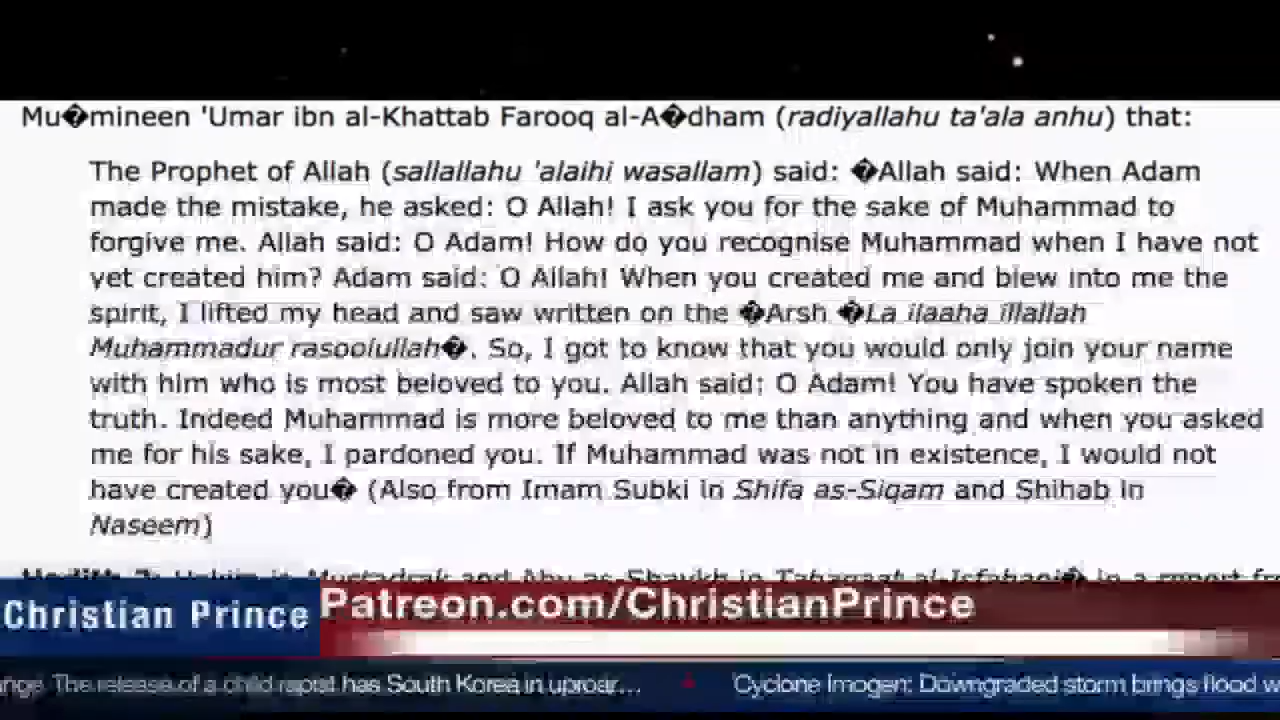 Mu�mineen 'Umar ibn al-Khattab Farooq al-A�dham (radiyallahu ta'ala anhu) that:
The Prophet of Allah (sallallahu 'alaihi wasallam) said: �Allah said: When Adam
made the mistake, he asked: O Allah! I ask you for the sake of Muhammad to
forgive me. Allah said: O Adam! How do you recognise Muhammad when I have not
yet created him? Adam said: O Allah! When you created me and blew into me the
spirit, I lifted my head and saw written on the �Arsh �La ilaaha illallah
Muhammadur rasoolullah�. So, I got to know that you would only join your name
with him who is most beloved to you. Allah said: O Adam! You have spoken the
truth. Indeed Muhammad is more beloved to me than anything and when you asked
me for his sake, I pardoned you. If Muhammad was not in existence, I would not
have created you� (Also from Imam Subki in Shifa as-Siqam and Shihab in
Naseem)
in Mustadrak and Abu as-Shaykh in
Christian Prince
Patreon.com/ChristianPrince
The release of a child rapist has South Korea in uproar... Cyclone Imogen: Downgraded storm brings flood